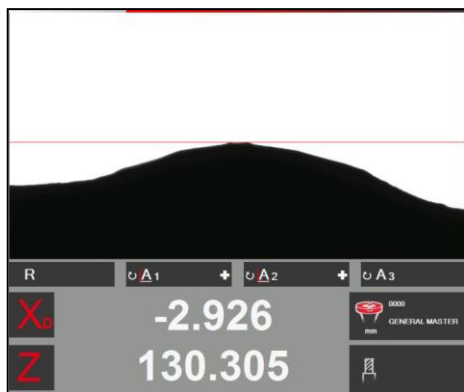 R
A1
A2
A3
XD
-2.926
0000
GENERAL MASTER
mm
Z
130.305